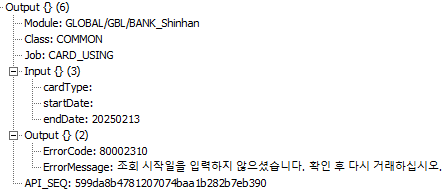 Output {} (6)
Module: GLOBAL/GBL/BANK_Shinhan
Class: COMMON
Job: CARD_USING
Input {} (3)
cardType:
startDate:
endDate: 20250213
Output {} (2)
ErrorCode: 80002310
ErrorMessage: 조회 시작일을 입력하지 않으셨습니다. 확인 후 다시 거래하십시오.
API_SEQ: 599da8b4781207074baa1b282b7eb390